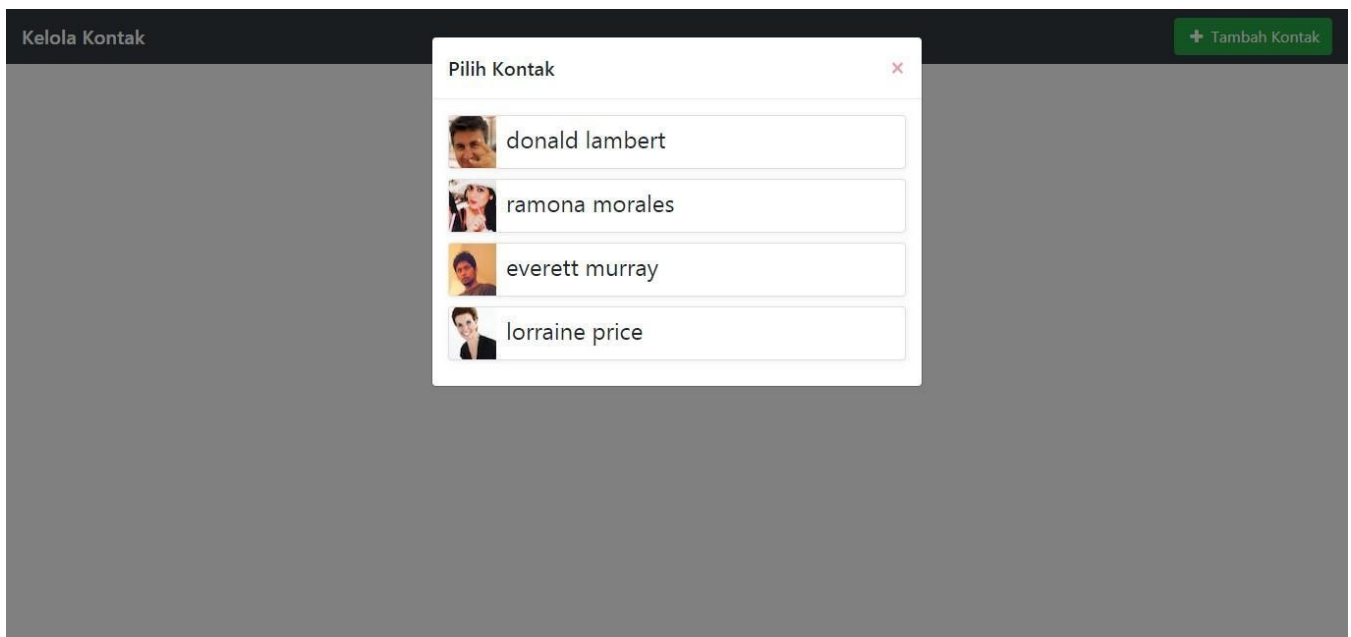 Kelola Kontak
+ Tambah Kontak
Pilih Kontak
×
donald lambert
ramona morales
everett murray
lorraine price